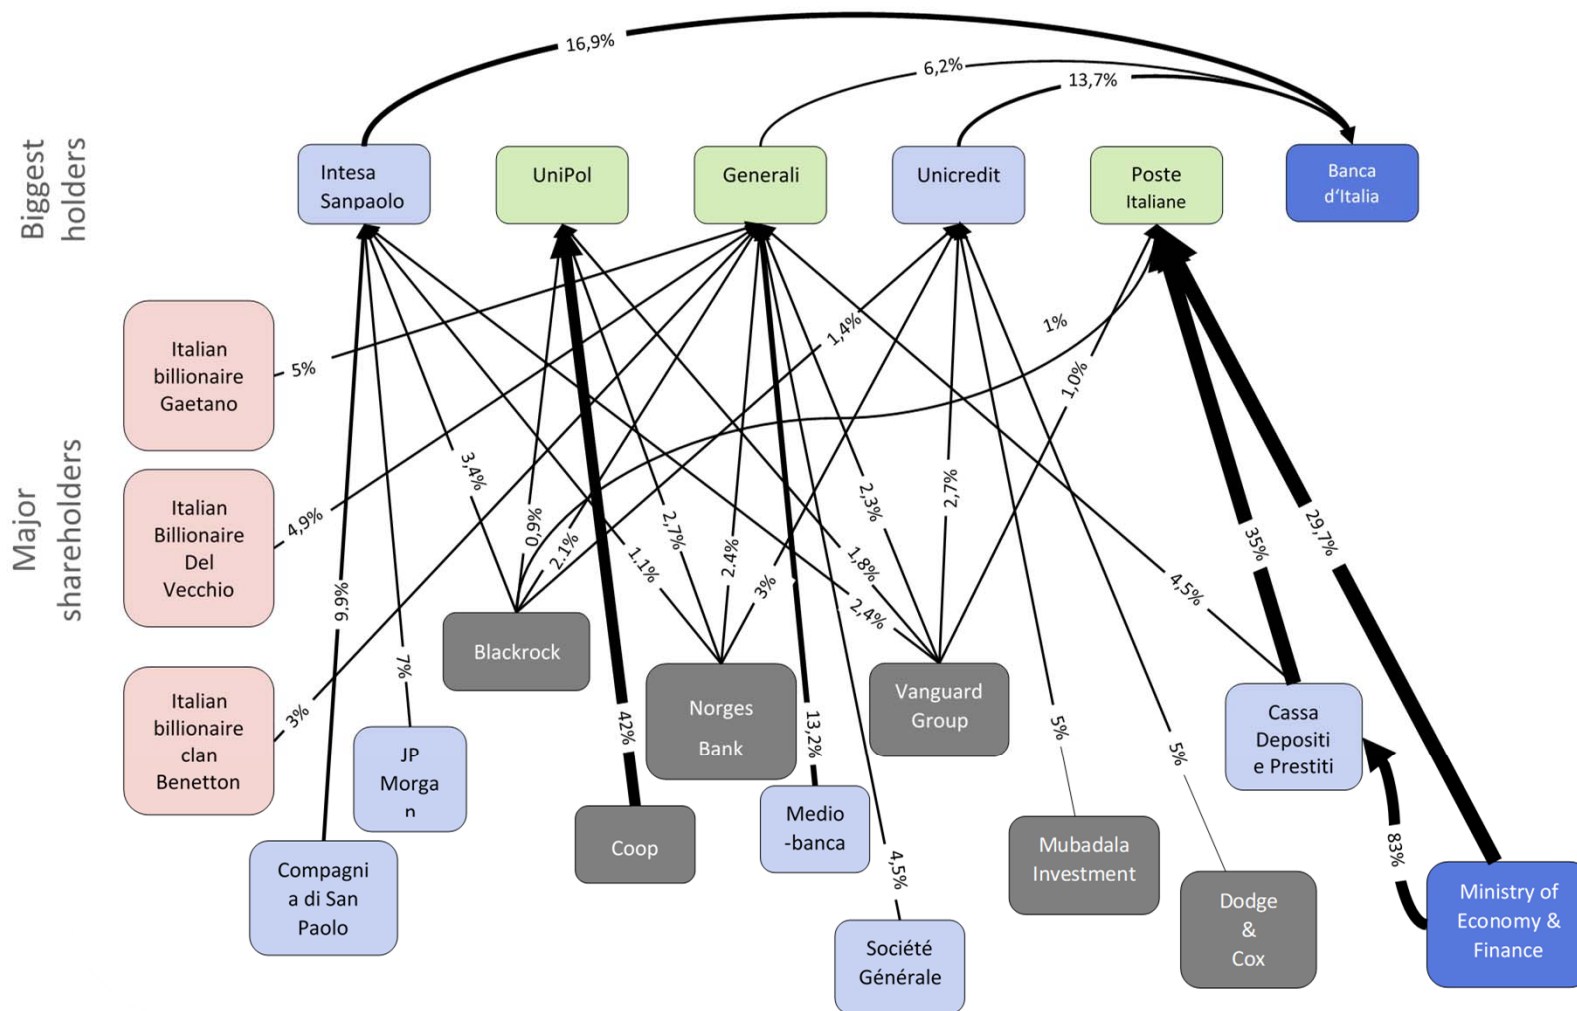 16,9%
6,2%
13,7%
Biggest
holders
Intesa
Sanpaolo
UniPol
Generali
Unicredit
Poste
Italiane
Banca
d‘Italia
Major
shareholders
Italian
billionaire
Gaetano
5%
1,4%
1%
1,0%
Italian
Billionaire
Del
Vecchio
4,9%
3,4%
0,9%
2.1%
2,7%
1.1%
2.4%
3%
2,3%
1,8%
2,4%
2,7%
4,5%
35%
29,7%
Italian
billionaire
clan
Benetton
3%
6,9%
7%
42%
13,2%
4,5%
5%
5%
83%
Blackrock
Norges
Bank
Vanguard
Group
Cassa
Depositi
e Prestiti
JP
Morga
n
Coop
Medio
-banca
Mubadala
Investment
Compagni
a di San
Paolo
Société
Générale
Dodge
&
Cox
Ministry of
Economy &
Finance